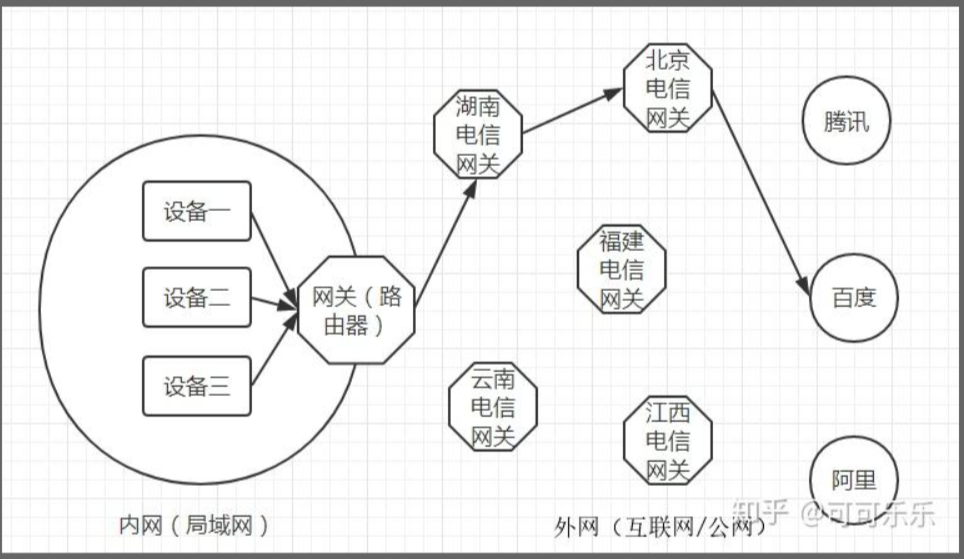 北京
电信
网关
湖南
电信
网关
腾讯
设备一
福建
电信
网关
设备二
网关（路
由器）
百度
设备三
云南
电信
网关
江西
电信
网关
阿里
内网（局域网）
外网（互联网/公网）
知乎 @可可乐乐